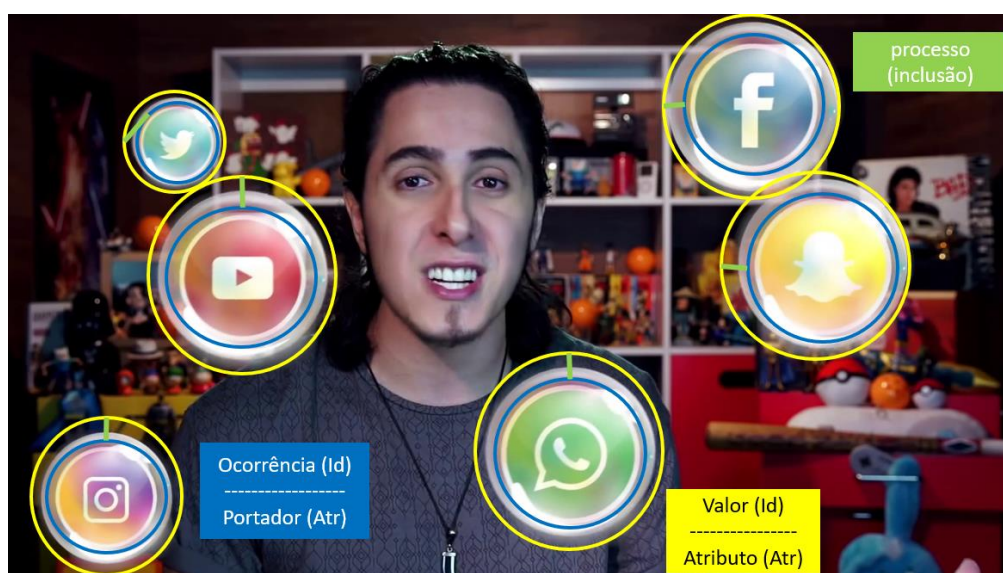 processo
(inclusão)
f
Ocorrência (Id)
-----------------
Portador (Atr)
Valor (Id)
----------------
Atributo (Atr)